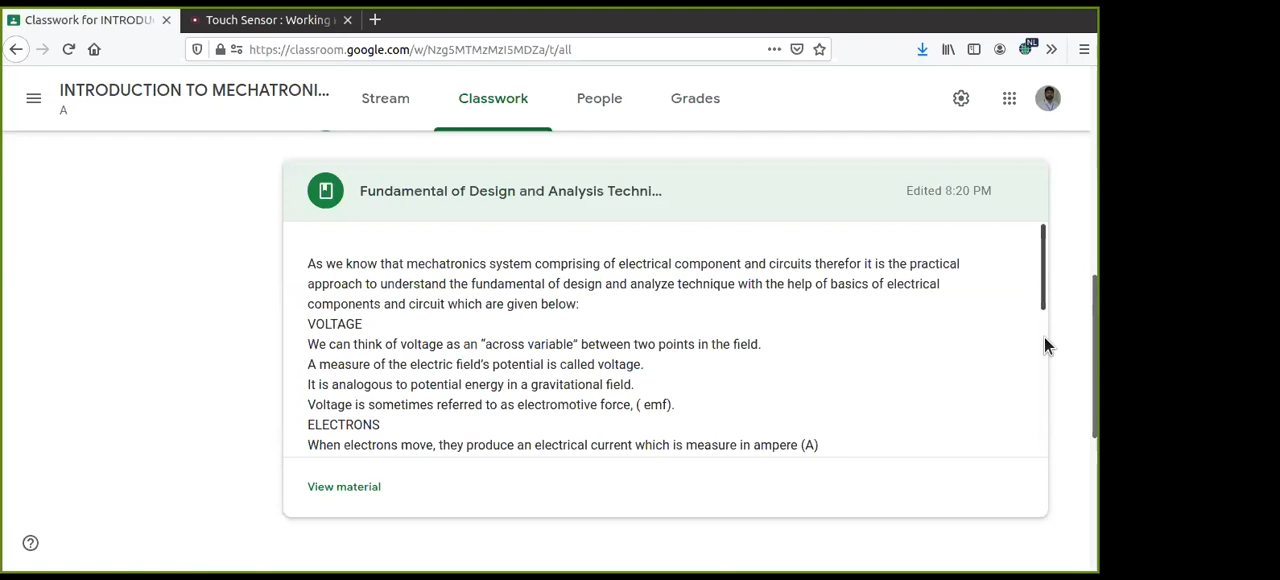 Classwork for INTRODU
Touch Sensor : Working
https://classroom.google.com/w/Nzg5MTMzMzI5MDZa/t/all
NL
INTRODUCTION TO MECHATRONI...
A
Stream
Classwork
People
Grades
Fundamental of Design and Analysis Techni...
Edited 8:20 PM
As we know that mechatronics system comprising of electrical component and circuits therefor it is the practical
approach to understand the fundamental of design and analyze technique with the help of basics of electrical
components and circuit which are given below:
VOLTAGE
We can think of voltage as an “across variable” between two points in the field.
A measure of the electric field’s potential is called voltage.
It is analogous to potential energy in a gravitational field.
Voltage is sometimes referred to as electromotive force, ( emf).
ELECTRONS
When electrons move, they produce an electrical current which is measure in ampere (A)
View material